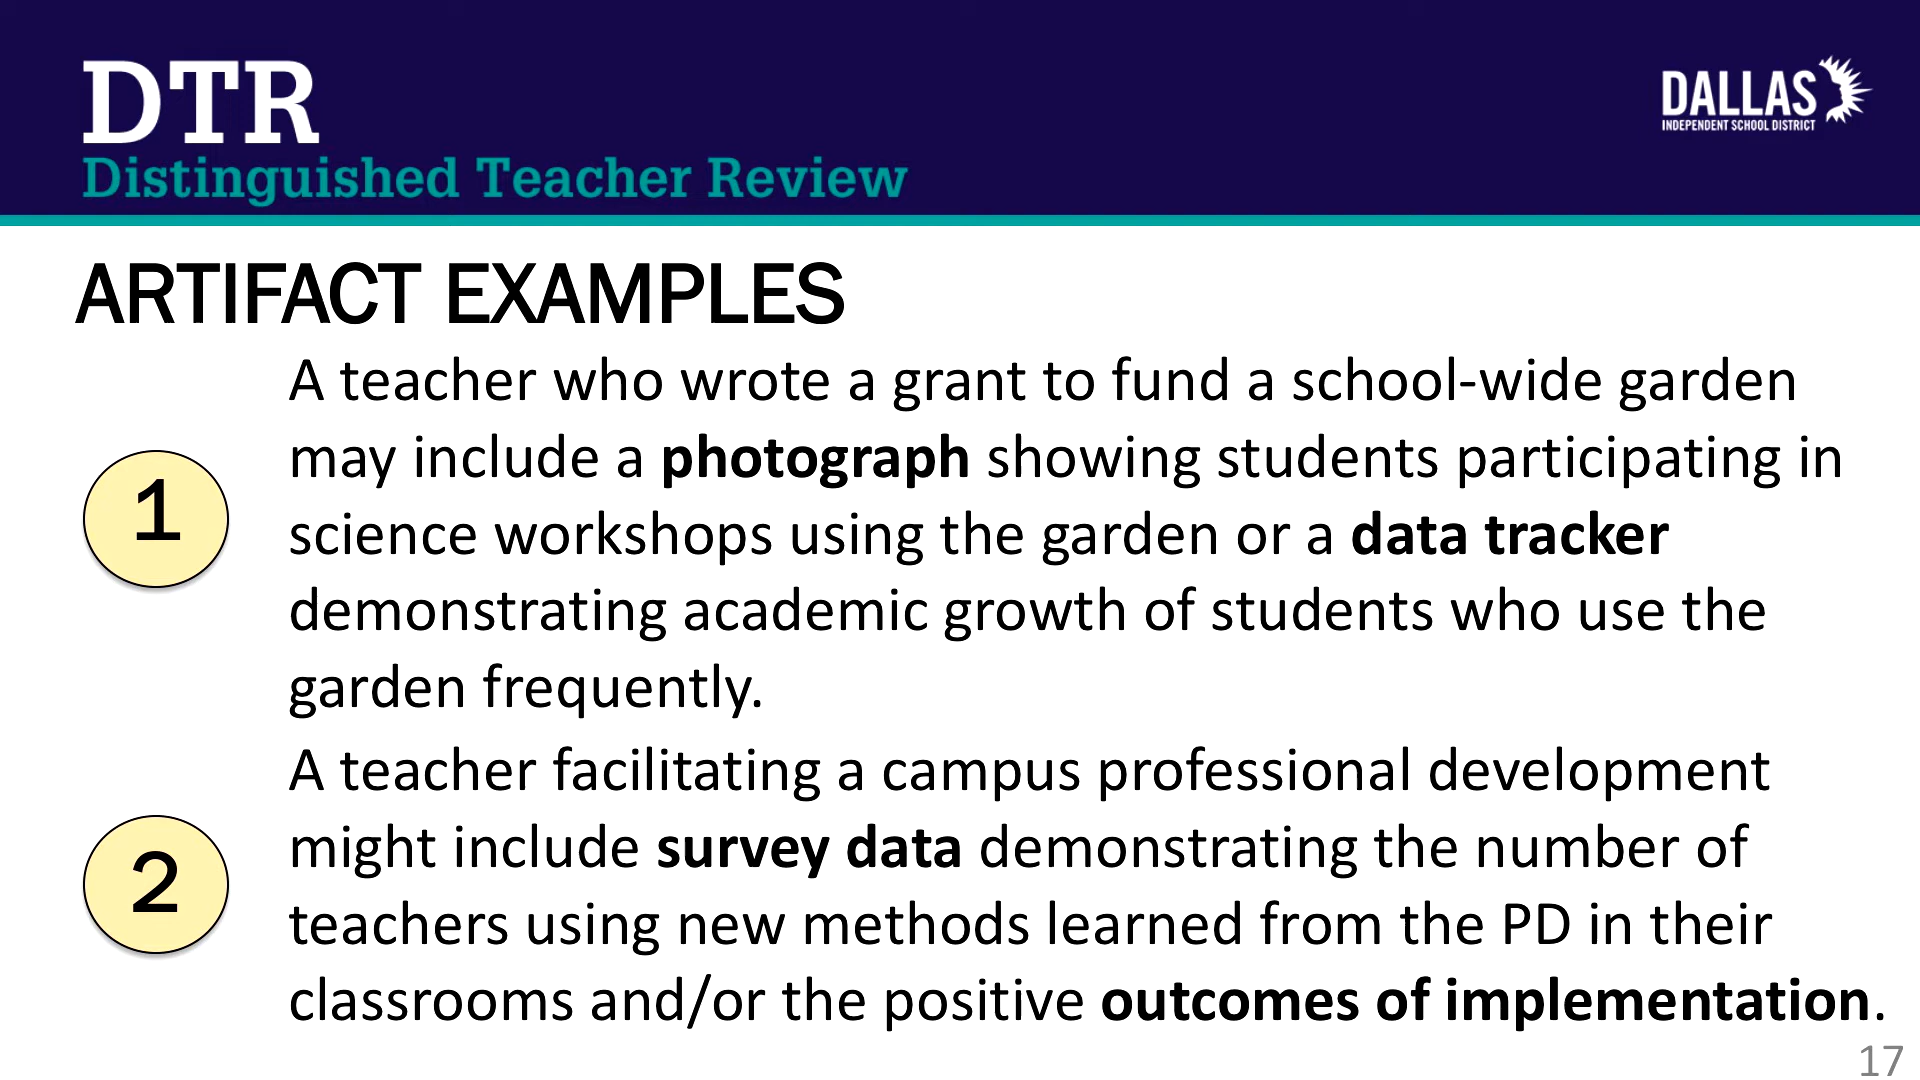 DTR
Distinguished Teacher Review
DALLAS
INDEPENDENT SCHOOL DISTRICT
ARTIFACT EXAMPLES
1
A teacher who wrote a grant to fund a school-wide garden
may include a photograph showing students participating in
science workshops using the garden or a data tracker
demonstrating academic growth of students who use the
garden frequently.
2
A teacher facilitating a campus professional development
might include survey data demonstrating the number of
teachers using new methods learned from the PD in their
classrooms and/or the positive outcomes of implementation.
17